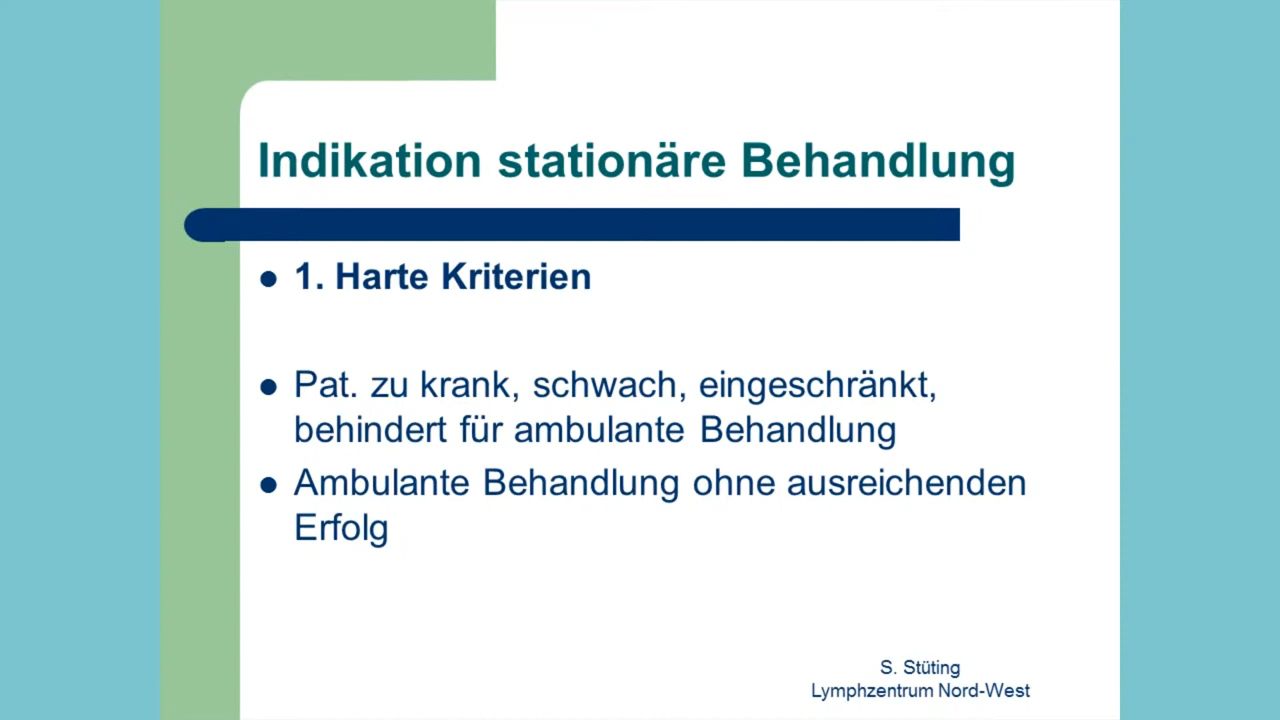 Indikation stationäre Behandlung
1. Harte Kriterien
Pat. zu krank, schwach, eingeschränkt,
behindert für ambulante Behandlung
Ambulante Behandlung ohne ausreichenden
Erfolg
S. Stüting
Lymphzentrum Nord-West